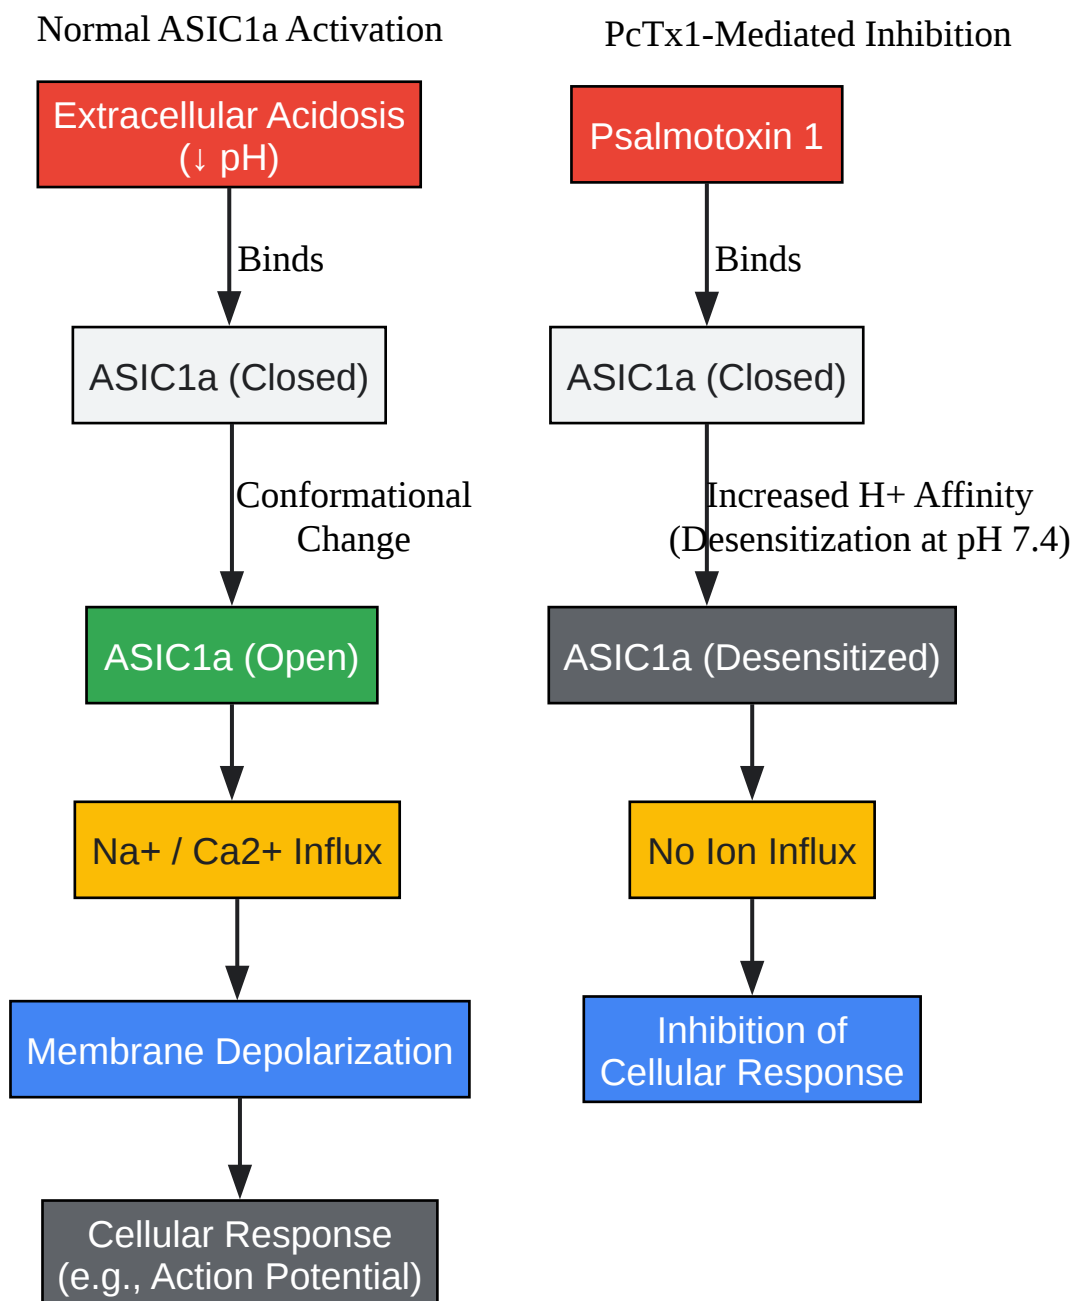 Normal ASIC1a Activation
Extracellular Acidosis
(↓ pH)
Binds
ASIC1a (Closed)
Conformational
Change
ASIC1a (Open)
Na+ / Ca2+ Influx
Membrane Depolarization
Cellular Response
(e.g., Action Potential)
PcTx1-Mediated Inhibition
Psalmotoxin 1
Binds
ASIC1a (Closed)
Increased H+ Affinity
(Desensitization at pH 7.4)
ASIC1a (Desensitized)
No Ion Influx
Inhibition of
Cellular Response